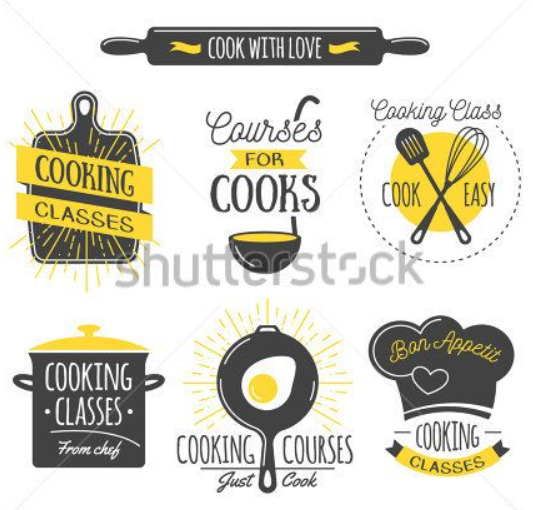 COOK WITH LOVE
COOKING
CLASSES
Courses
FOR
COOKS
Cooking Class
COOK EASY
shutterstock
COOKING
CLASSES
From chef
COOKING COURSES
Just Cook
Bon Appetit
COOKING
CLASSES